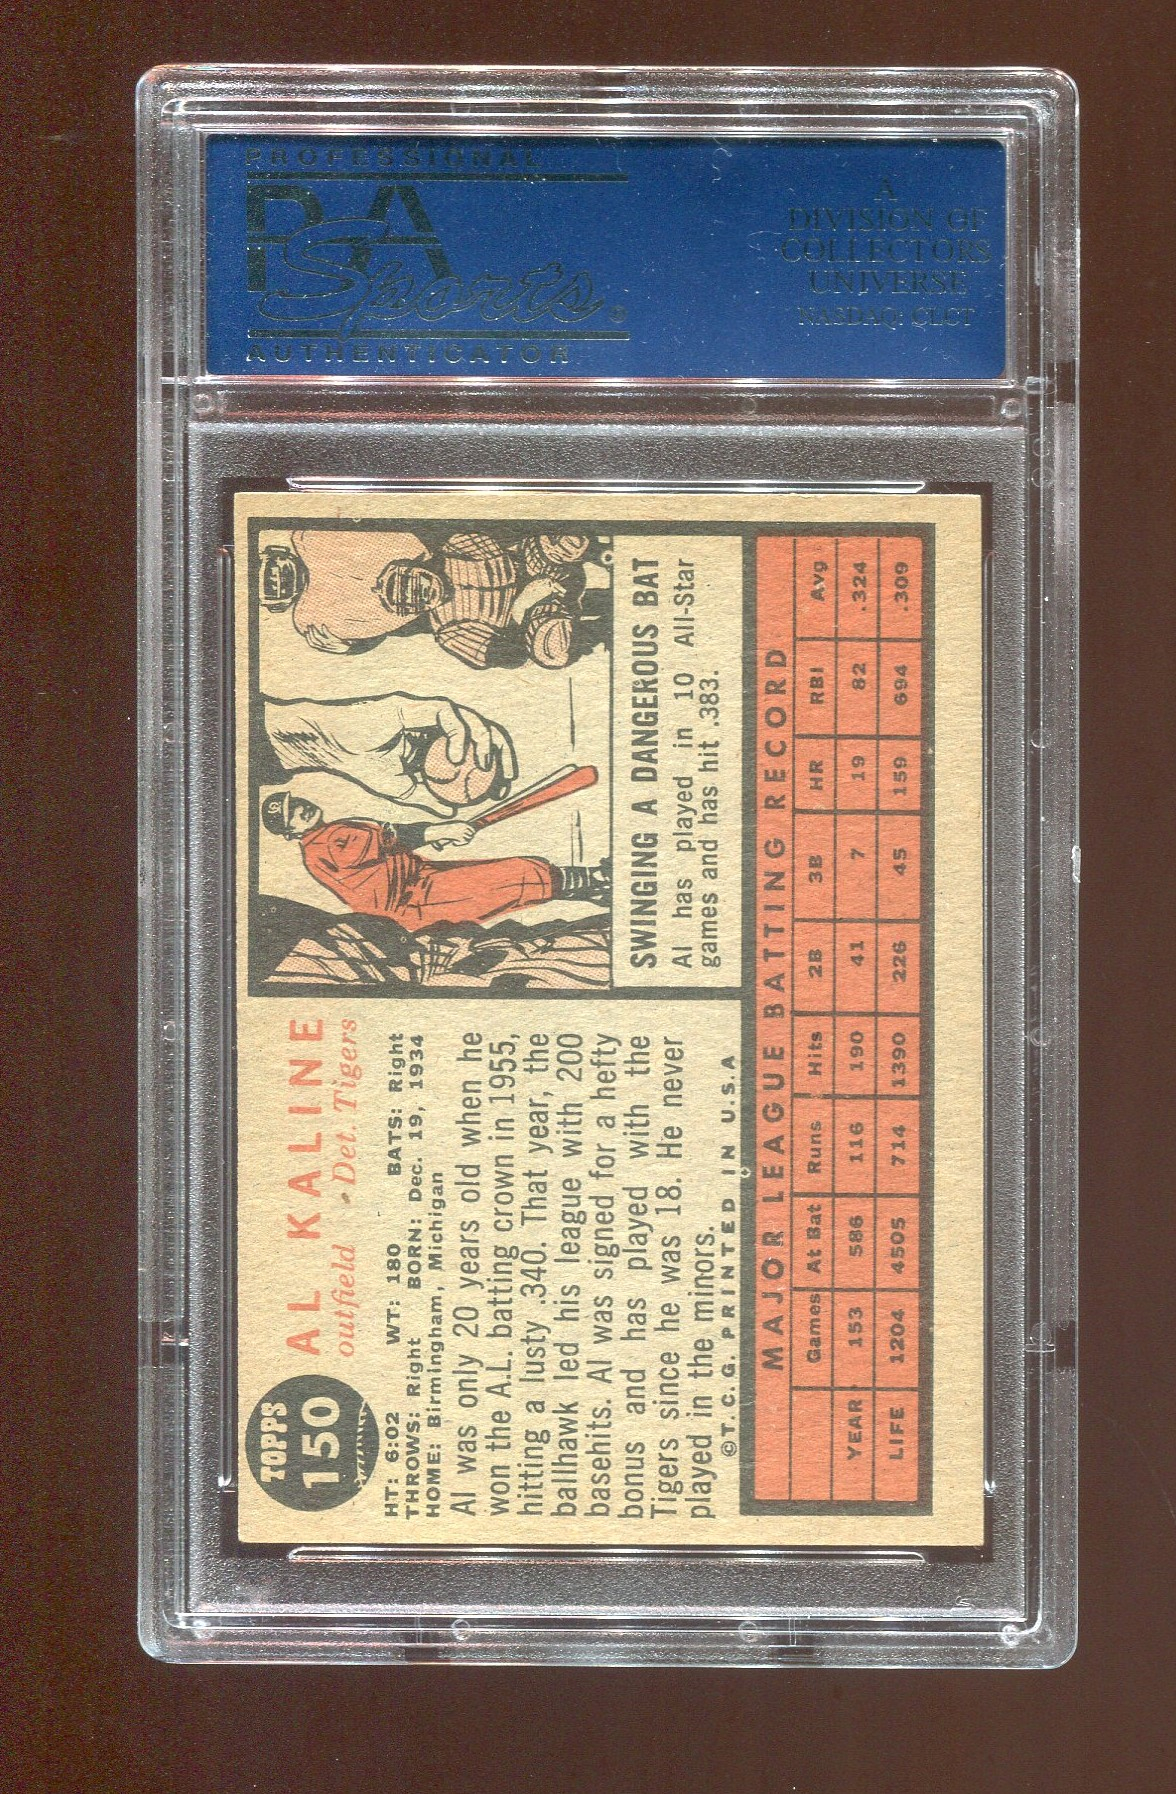 PROFESSIONAL
PSA
Sports®
AUTHENTICATOR
A
DIVISION OF
COLLECTORS
UNIVERSE
NASDAQ: CLCT
TOPPS
150
AL KALINE
outfield • Det. Tigers
HT: 6:02 WT: 180 BATS: Right
THROWS: Right BORN: Dec. 19, 1934
HOME: Birmingham, Michigan
Al was only 20 years old when he
won the A.L. batting crown in 1955,
hitting a lusty .340. That year, the
ballhawk led his league with 200
basehits. Al was signed for a hefty
bonus and has played with the
Tigers since he was 18. He never
played in the minors.
©T.C.G. PRINTED IN U.S.A
SWINGING A DANGEROUS BAT
Al has played in 10 All-Star
games and has hit .383.
MAJOR LEAGUE BATTING RECORD
Games At Bat Runs Hits 2B 3B HR RBI Avg
YEAR 153 586 116 190 41 7 19 82 .324
LIFE 1204 4505 714 1390 226 45 159 694 .309